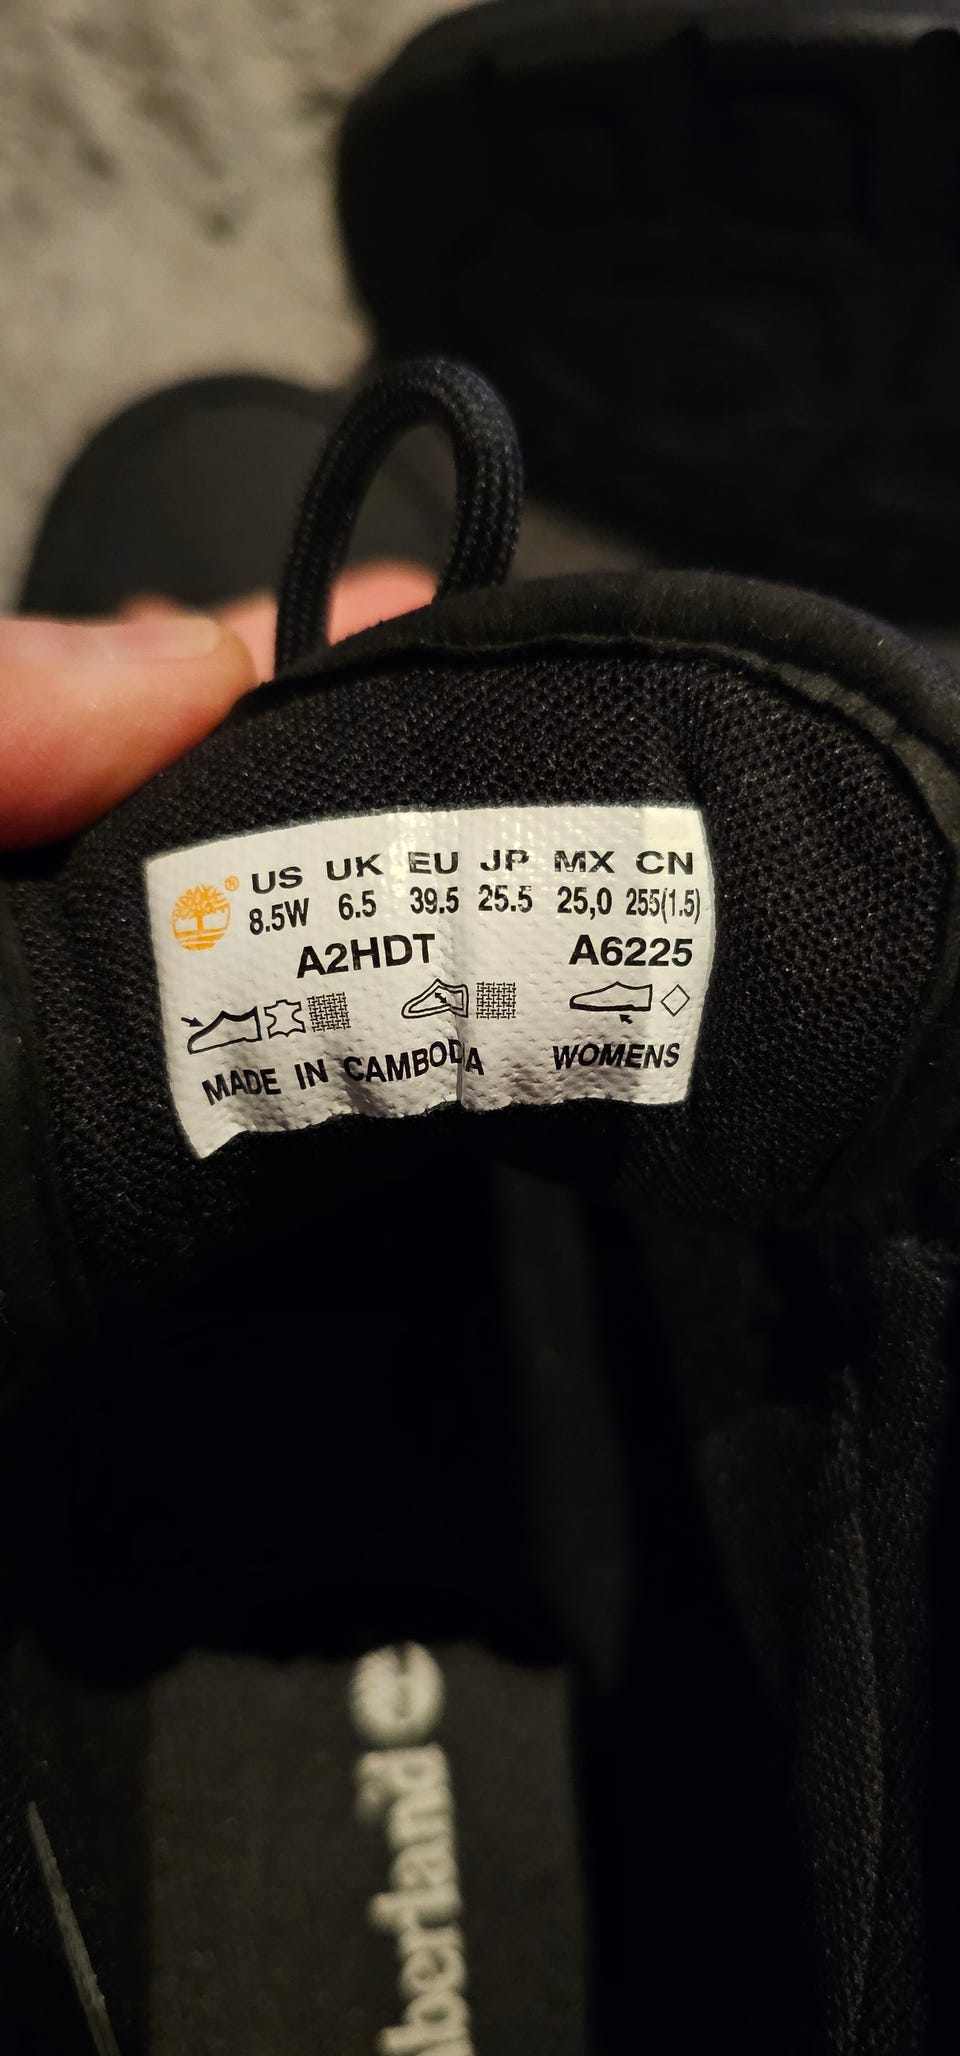 US UK EU JP MX CN
8.5W 6.5 39.5 25.5 25,0 255(1.5)
A2HDT A6225
MADE IN CAMBODIA WOMENS
®
mberland